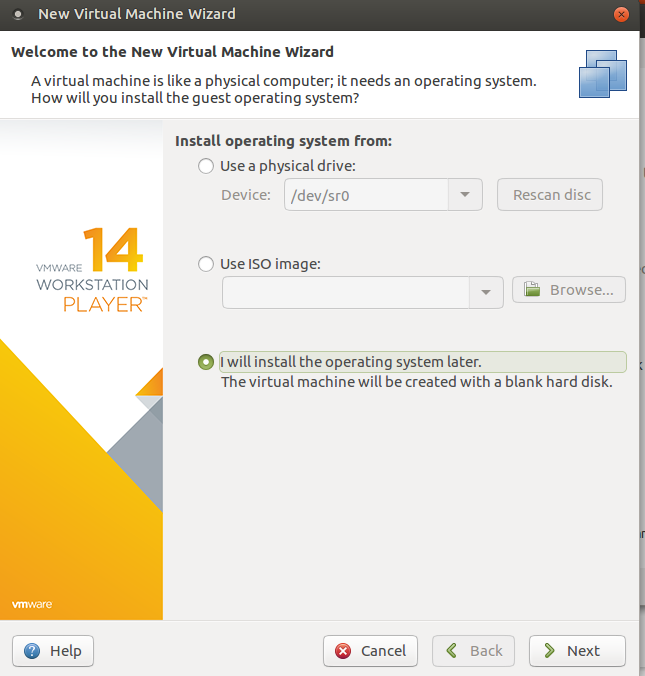 New Virtual Machine Wizard
Welcome to the New Virtual Machine Wizard
A virtual machine is like a physical computer; it needs an operating system.
How will you install the guest operating system?
Install operating system from:
Use a physical drive:
Device: /dev/sr0 Rescan disc
Use ISO image:
Browse...
I will install the operating system later.
The virtual machine will be created with a blank hard disk.
VMWARE 14
WORKSTATION
PLAYER™
vmware
Help Cancel Back Next